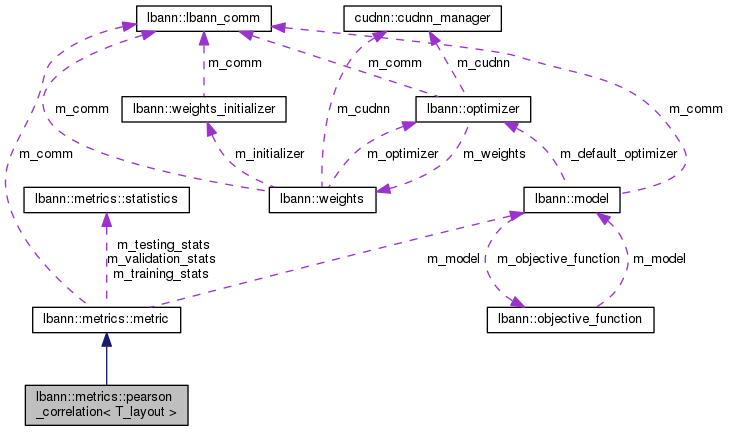 lbann::lbann_comm
cudnn::cudnn_manager
m_comm
m_comm
m_cudnn
lbann::weights_initializer
lbann::optimizer
m_comm
m_cudnn
m_comm
m_comm
m_initializer
m_optimizer
m_weights
m_default_optimizer
lbann::metrics::statistics
lbann::weights
lbann::model
m_testing_stats
m_validation_stats
m_training_stats
m_model
m_objective_function
m_model
lbann::metrics::metric
lbann::objective_function
lbann::metrics::pearson
_correlation< T_layout >